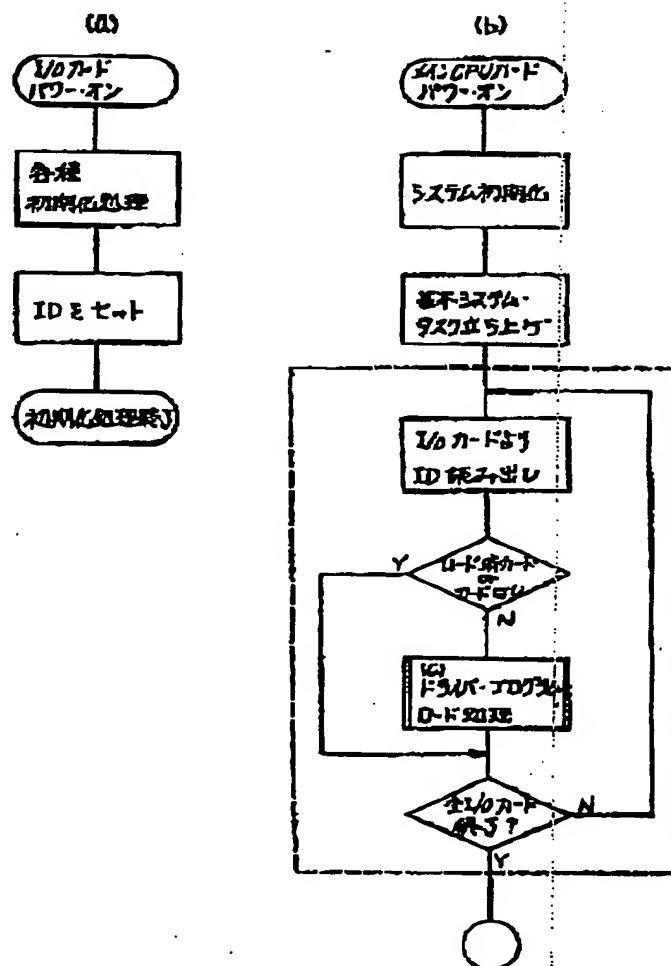 (a)
I/Oカード
パワー・オン
各種
初期化処理
IDをセット
初期化処理終了
(b)
メインCPUカード
パワー・オン
システム初期化
基本システム・
タスク立ち上げ
I/Oカードより
ID読み出し
Y
ロード済カード
or
カードなし
N
(c)
ドライバ・プログラム
ロード処理
全I/Oカード
終了?
N
Y